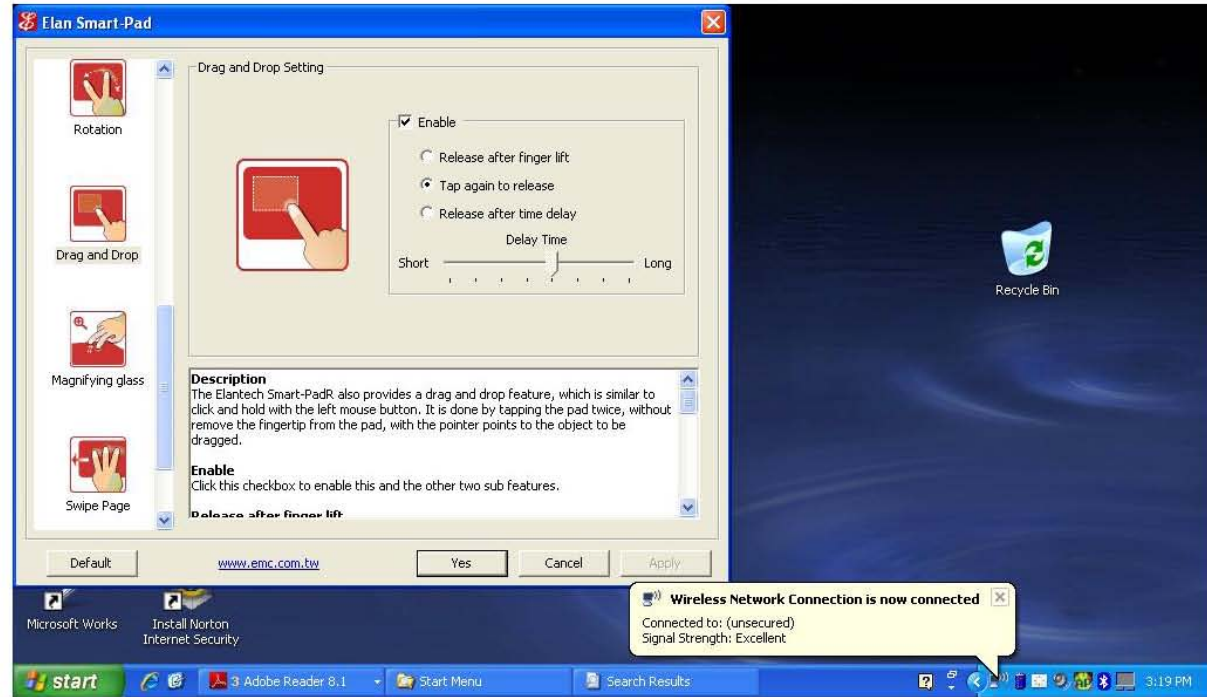 Elan Smart-Pad
Rotation
Drag and Drop
Magnifying glass
Swipe Page
Drag and Drop Setting
Enable
Release after finger lift
Tap again to release
Release after time delay
Delay Time
Short
Long
Description
The Elantech Smart-PadR also provides a drag and drop feature, which is similar to
click and hold with the left mouse button. It is done by tapping the pad twice, without
remove the fingertip from the pad, with the pointer points to the object to be
dragged.
Enable
Click this checkbox to enable this and the other two sub features.
Release after finger lift
Default
www.emc.com.tw
Yes
Cancel
Apply
Recycle Bin
Microsoft Works
Install Norton
Internet Security
Wireless Network Connection is now connected
Connected to: (unsecured)
Signal Strength: Excellent
start
3 Adobe Reader 8.1
Start Menu
Search Results
3:19 PM